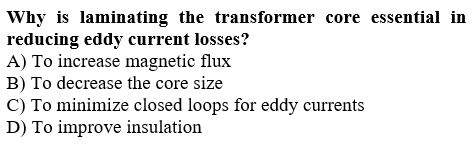 Why is laminating the transformer core essential in
reducing eddy current losses?
A) To increase magnetic flux
B) To decrease the core size
C) To minimize closed loops for eddy currents
D) To improve insulation